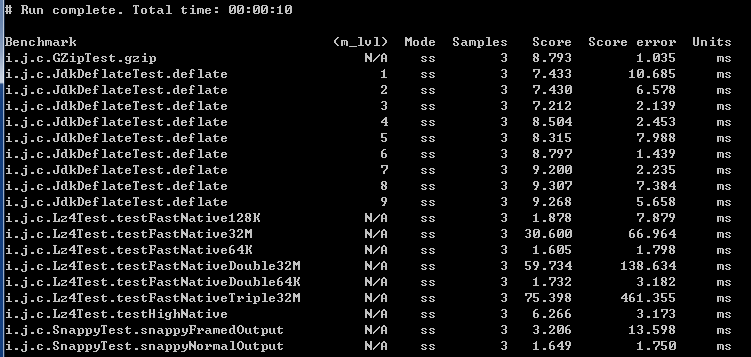 # Run complete. Total time: 00:00:10
Benchmark (m_lvl) Mode Samples Score Score error Units
i.j.c.GZipTest.gzip N/A ss 3 8.793 1.035 ms
i.j.c.JdkDeflateTest.deflate 1 ss 3 7.433 10.685 ms
i.j.c.JdkDeflateTest.deflate 2 ss 3 7.430 6.578 ms
i.j.c.JdkDeflateTest.deflate 3 ss 3 7.212 2.139 ms
i.j.c.JdkDeflateTest.deflate 4 ss 3 8.504 2.453 ms
i.j.c.JdkDeflateTest.deflate 5 ss 3 8.315 7.988 ms
i.j.c.JdkDeflateTest.deflate 6 ss 3 8.797 1.439 ms
i.j.c.JdkDeflateTest.deflate 7 ss 3 9.200 2.235 ms
i.j.c.JdkDeflateTest.deflate 8 ss 3 9.307 7.384 ms
i.j.c.JdkDeflateTest.deflate 9 ss 3 9.268 5.658 ms
i.j.c.Lz4Test.testFastNative128K N/A ss 3 1.878 7.879 ms
i.j.c.Lz4Test.testFastNative32M N/A ss 3 30.600 66.964 ms
i.j.c.Lz4Test.testFastNative64K N/A ss 3 1.605 1.798 ms
i.j.c.Lz4Test.testFastNativeDouble32M N/A ss 3 59.734 138.634 ms
i.j.c.Lz4Test.testFastNativeDouble64K N/A ss 3 1.732 3.182 ms
i.j.c.Lz4Test.testFastNativeTriple32M N/A ss 3 75.398 461.355 ms
i.j.c.Lz4Test.testHighNative N/A ss 3 6.266 3.173 ms
i.j.c.SnappyTest.snappyFramedOutput N/A ss 3 3.206 13.598 ms
i.j.c.SnappyTest.snappyNormalOutput N/A ss 3 1.649 1.750 ms